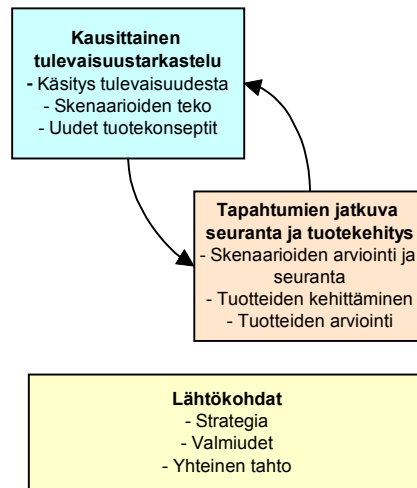 Kausittainen
tulevaisuustarkastelu
- Käsitys tulevaisuudesta
- Skenaarioiden teko
- Uudet tuotekonseptit
Tapahtumien jatkuva
seuranta ja tuotekehitys
- Skenaarioiden arviointi ja
seuranta
- Tuotteiden kehittäminen
- Tuotteiden arviointi
Lähtökohdat
- Strategia
- Valmiudet
- Yhteinen tahto